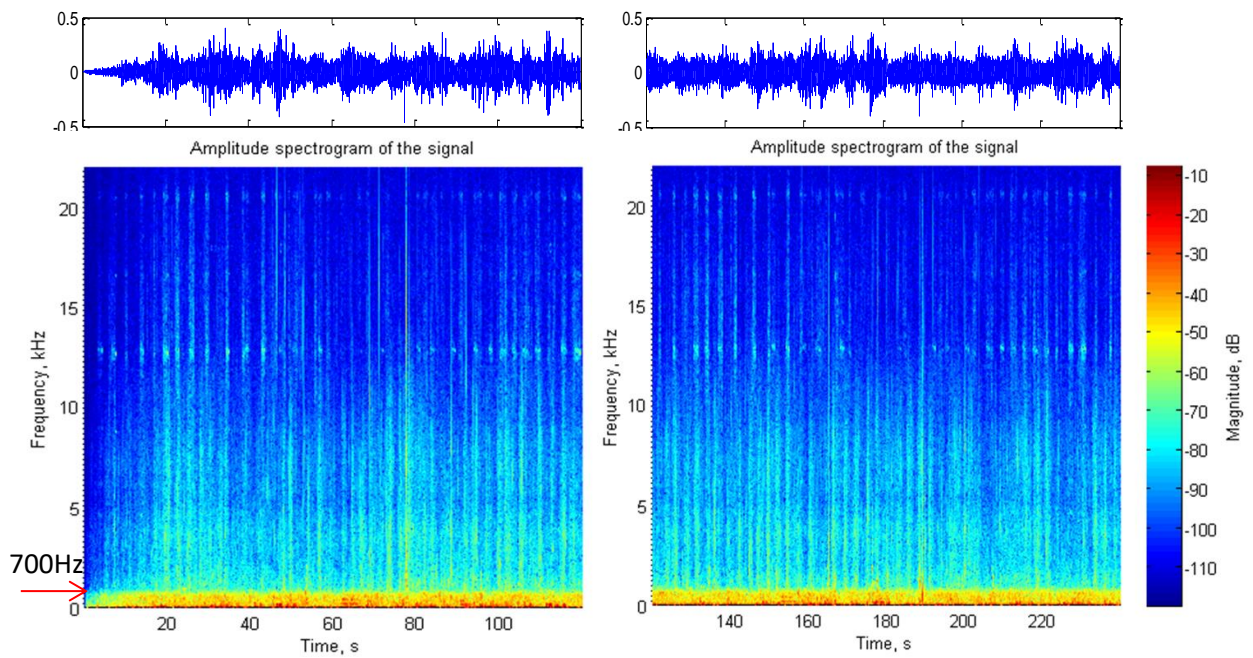 0.5
0
-0.5
0.5
0
-0.5
Amplitude spectrogram of the signal
Amplitude spectrogram of the signal
20
15
10
5
0
Frequency, kHz
20 40 60 80 100
Time, s
700Hz
20
15
10
5
0
Frequency, kHz
140 160 180 200 220
Time, s
-10
-20
-30
-40
-50
-60
-70
-80
-90
-100
-110
Magnitude, dB